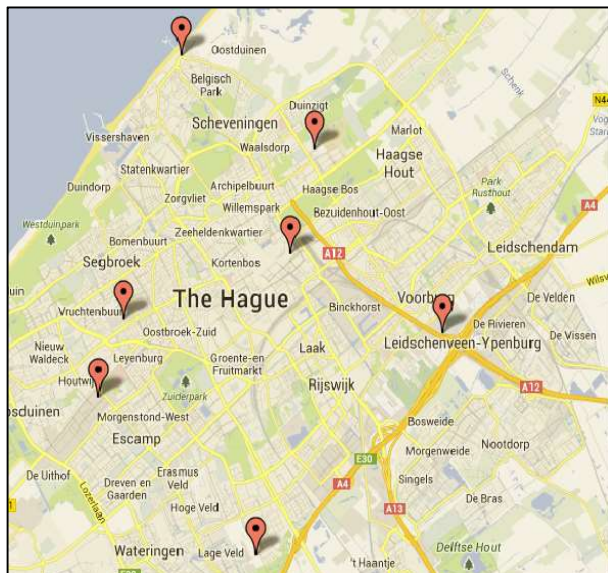 Oostduinen
Belgisch
Park
N44
Schenk
Duinzigt
Scheveningen
Marlot
Vissershaven
Waalsdorp
Haagse
Hout
Statenkwartier
Duindorp
Archipelbuurt
Haagse Bos
Park
Rusthout
Zorgvliet
Willemspark
A4
Bezuidenhout-Oost
Westduinpark
Zeeheldenkwartier
Bomenbuurt
A12
Leidschendam
Segbroek
Kortenbos
The Hague
Voorburg
De Velden
Vruchtenbuurt
Binckhorst
De Rivieren
Oostbroek-Zuid
De Vissen
Nieuw
Waldeck
Laak
Leidschenveen-Ypenburg
Leyenburg
Groente-en
Fruitmarkt
Houtwijk
Zuiderpark
Rijswijk
A12
Morgenstond-West
Bosweide
Escamp
Nootdorp
E30
Morgenweide
De Uithof
Erasmus
Veld
Dreven en
Gaarden
A4
Singels
Lozerlaan
De Bras
Hoge Veld
A13
Wateringen
Lage Veld
't Haantje
Delftse Hout